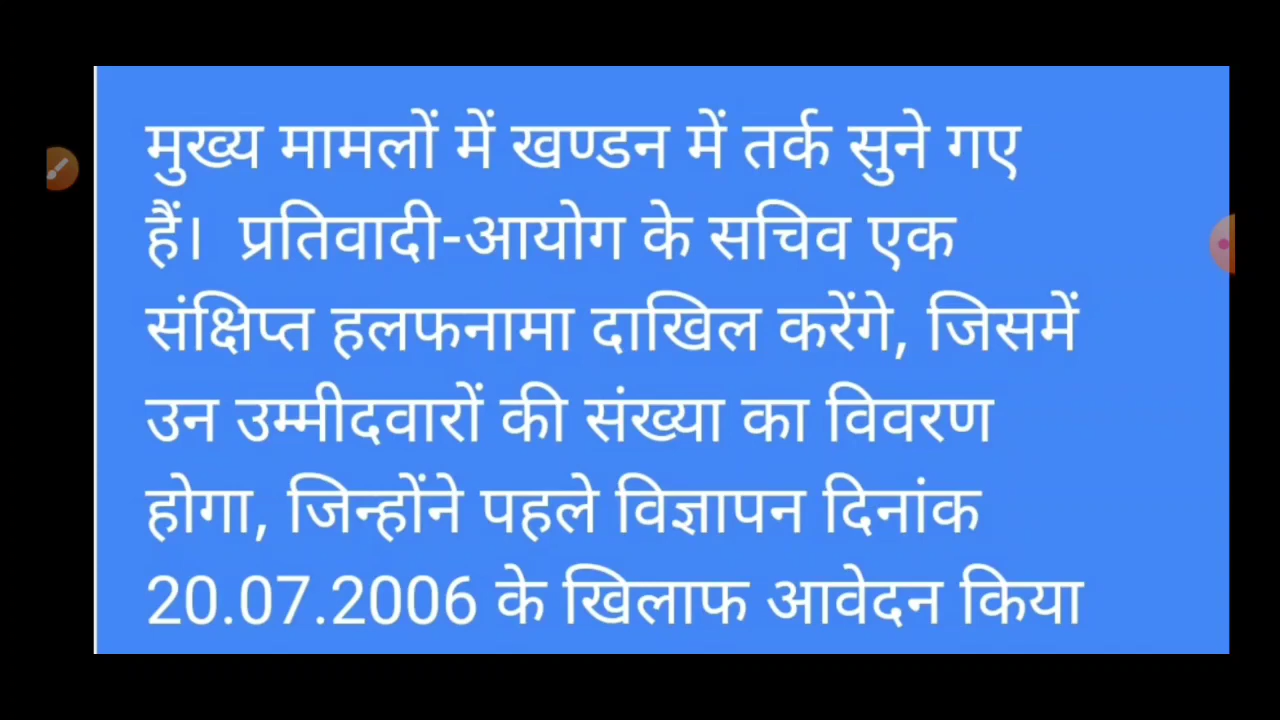 मुख्य मामलों में खण्डन में तर्क सुने गए
हैं। प्रतिवादी-आयोग के सचिव एक
संक्षिप्त हलफनामा दाखिल करेंगे, जिसमें
उन उम्मीदवारों की संख्या का विवरण
होगा, जिन्होंने पहले विज्ञापन दिनांक
20.07.2006 के खिलाफ आवेदन किया